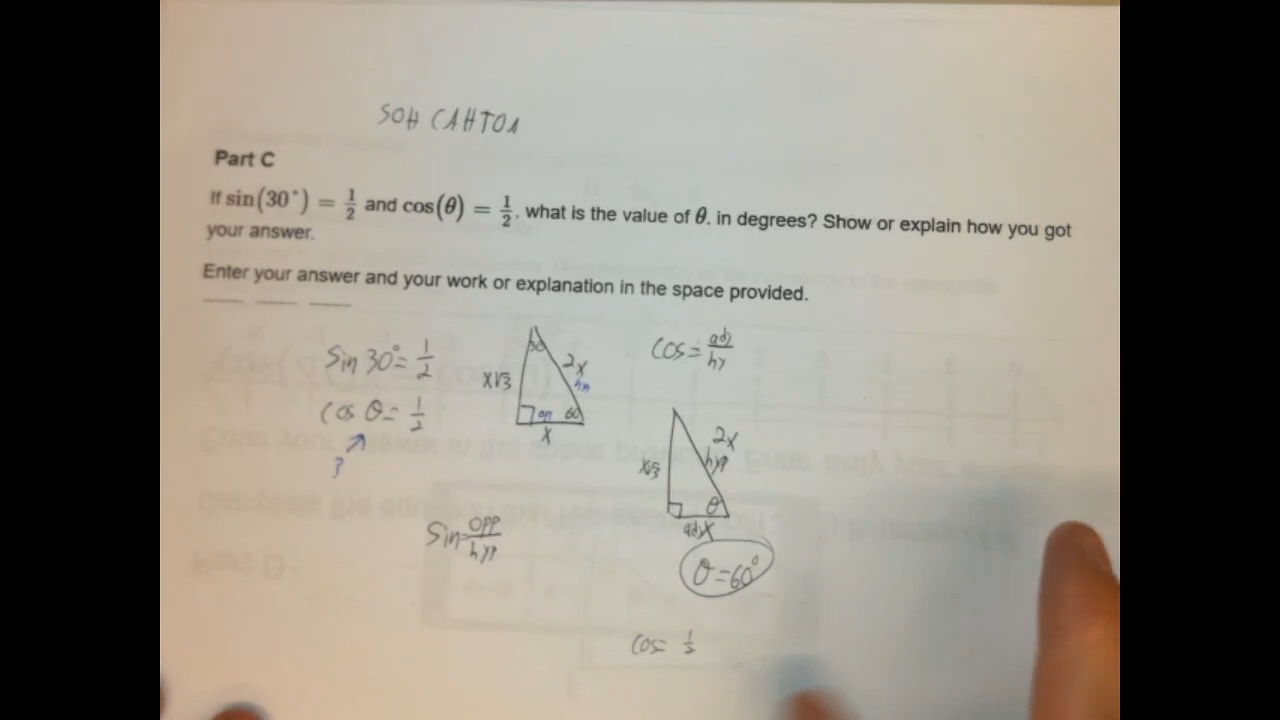 SOH CAHTOA
Part C
If sin(30°) = 1/2 and cos(θ) = 1/2, what is the value of θ. in degrees? Show or explain how you got
your answer.
Enter your answer and your work or explanation in the space provided.
Sin 30° = 1/2
Cos θ = 1/2
?
30
x√3
2x
hy
op
60
x
Cos = adj/hy
2x
hyp
x√3
θ
adj x
Sin = opp/hyp
θ = 60°
Cos = 1/2